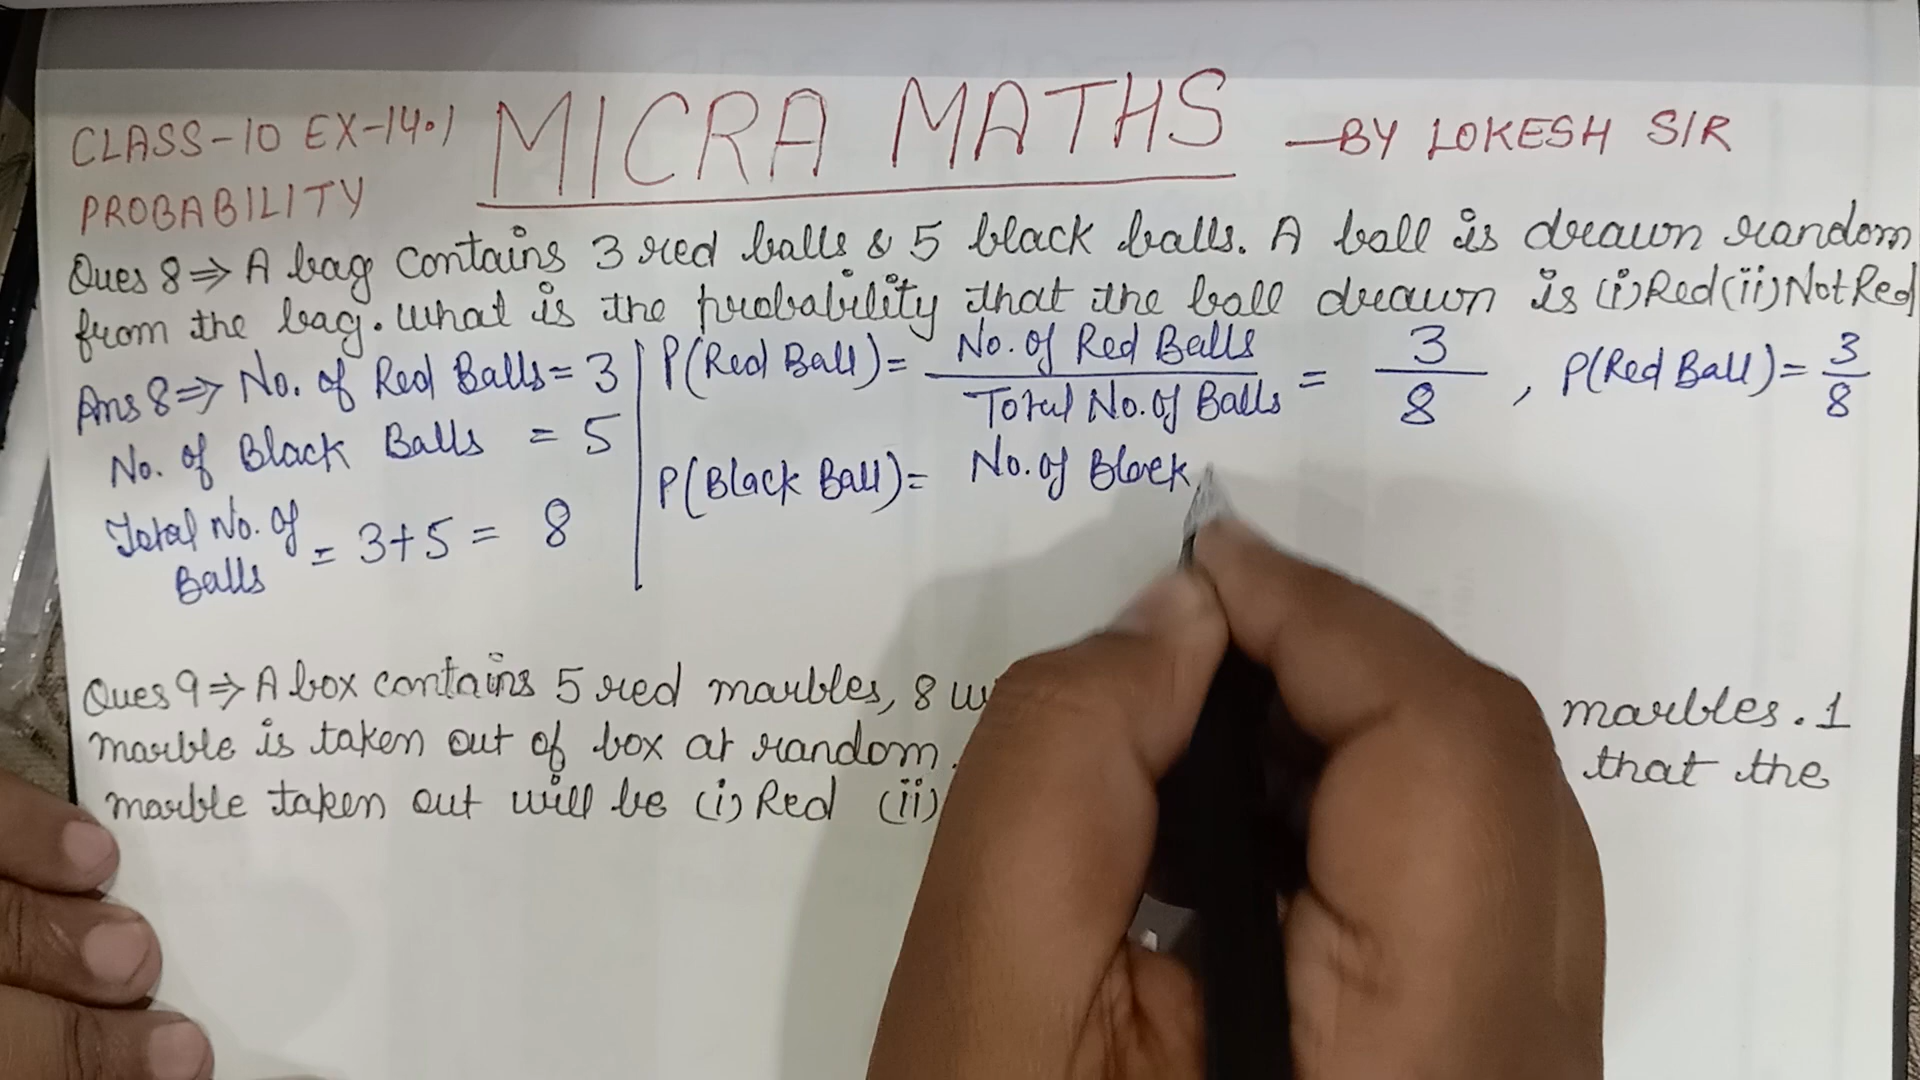 CLASS-10 EX-14.1 MICRA MATHS —BY LOKESH SIR
PROBABILITY
Ques 8⇒ A bag contains 3 red balls & 5 black balls. A ball is drawn random
from the bag. What is the probability that the ball drawn is (i) Red (ii) Not Red
Ans 8⇒ No. of Red Balls = 3
No. of Black Balls = 5
Total No. of
Balls = 3+5 = 8
P(Red Ball) = No. of Red Balls / Total No. of Balls = 3/8 , P(Red Ball) = 3/8
P(Black Ball) = No. of Black
Ques 9⇒ A box contains 5 red marbles, 8 marbles. 1
marble is taken out of box at random. that the
marble taken out will be (i) Red (ii)